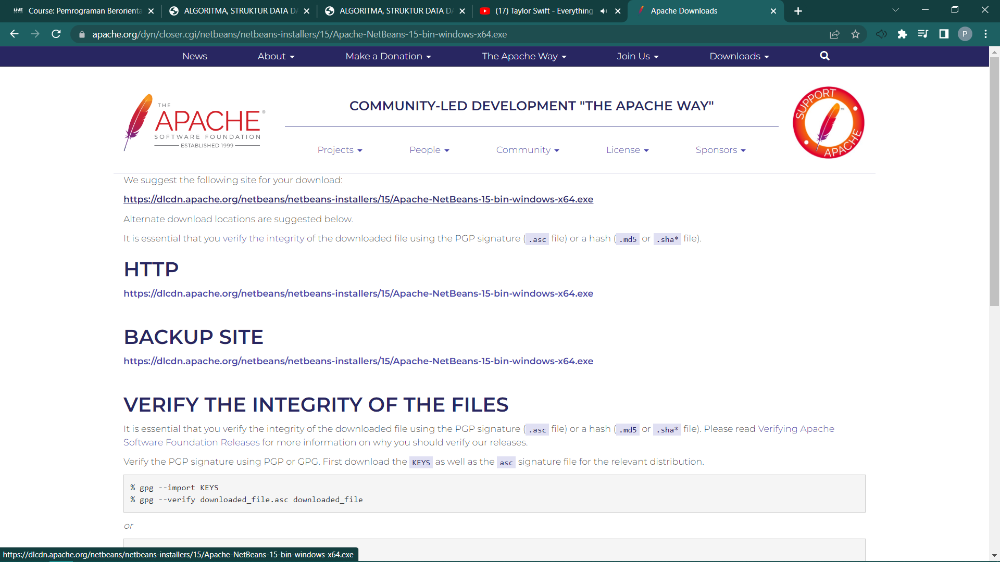 LIVE Course: Pemrograman Berorienta
ALGORITMA, STRUKTUR DATA D
ALGORITMA, STRUKTUR DATA D
(17) Taylor Swift - Everything
Apache Downloads
apache.org/dyn/closer.cgi/netbeans/netbeans-installers/15/Apache-NetBeans-15-bin-windows-x64.exe
P
News About Make a Donation The Apache Way Join Us Downloads
THE
APACHE®
SOFTWARE FOUNDATION
ESTABLISHED 1999
COMMUNITY-LED DEVELOPMENT "THE APACHE WAY"
SUPPORT
APACHE
Projects People Community License Sponsors
We suggest the following site for your download:
https://dlcdn.apache.org/netbeans/netbeans-installers/15/Apache-NetBeans-15-bin-windows-x64.exe
Alternate download locations are suggested below.
It is essential that you verify the integrity of the downloaded file using the PGP signature ( .asc file) or a hash ( .md5 or .sha* file).
HTTP
https://dlcdn.apache.org/netbeans/netbeans-installers/15/Apache-NetBeans-15-bin-windows-x64.exe
BACKUP SITE
https://dlcdn.apache.org/netbeans/netbeans-installers/15/Apache-NetBeans-15-bin-windows-x64.exe
VERIFY THE INTEGRITY OF THE FILES
It is essential that you verify the integrity of the downloaded file using the PGP signature ( .asc file) or a hash ( .md5 or .sha* file). Please read Verifying Apache
Software Foundation Releases for more information on why you should verify our releases.
Verify the PGP signature using PGP or GPG. First download the KEYS as well as the asc signature file for the relevant distribution.
% gpg --import KEYS
% gpg --verify downloaded_file.asc downloaded_file
or
https://dlcdn.apache.org/netbeans/netbeans-installers/15/Apache-NetBeans-15-bin-windows-x64.exe